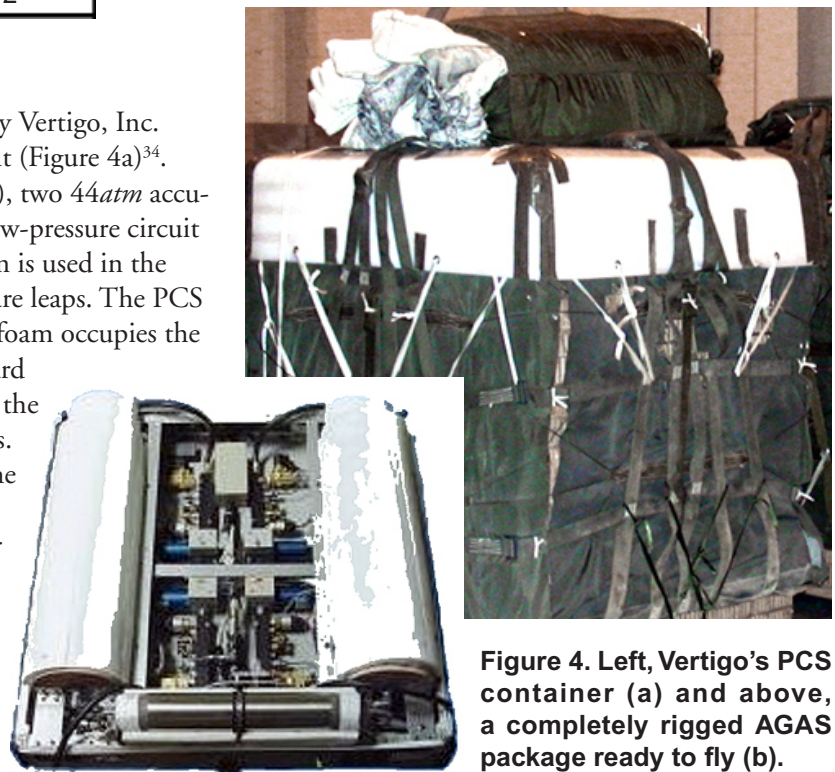 2
y Vertigo, Inc.
it (Figure 4a)³⁴.
), two 44atm accu-
w-pressure circuit
n is used in the
re leaps. The PCS
foam occupies the
rd
the
s.
ne
.
Figure 4. Left, Vertigo's PCS
container (a) and above,
a completely rigged AGAS
package ready to fly (b).